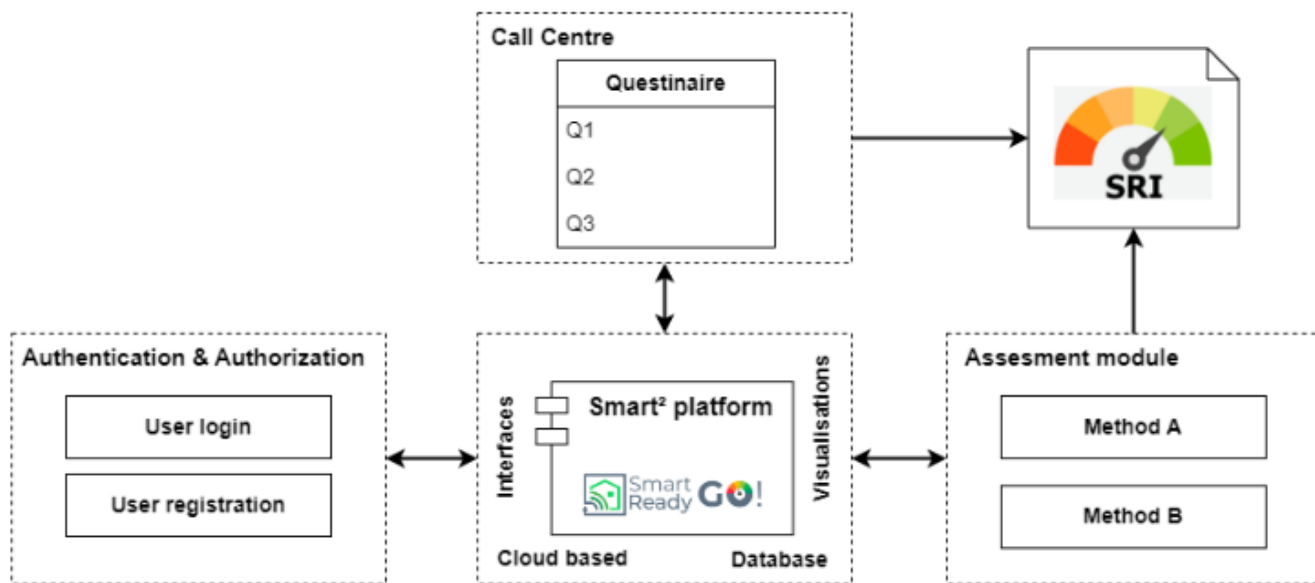 Call Centre
Questinaire
Q1
Q2
Q3
SRI
Authentication & Authorization
User login
User registration
Interfaces
Smart² platform
Smart
Ready
GO!
Visualisations
Cloud based
Database
Assesment module
Method A
Method B